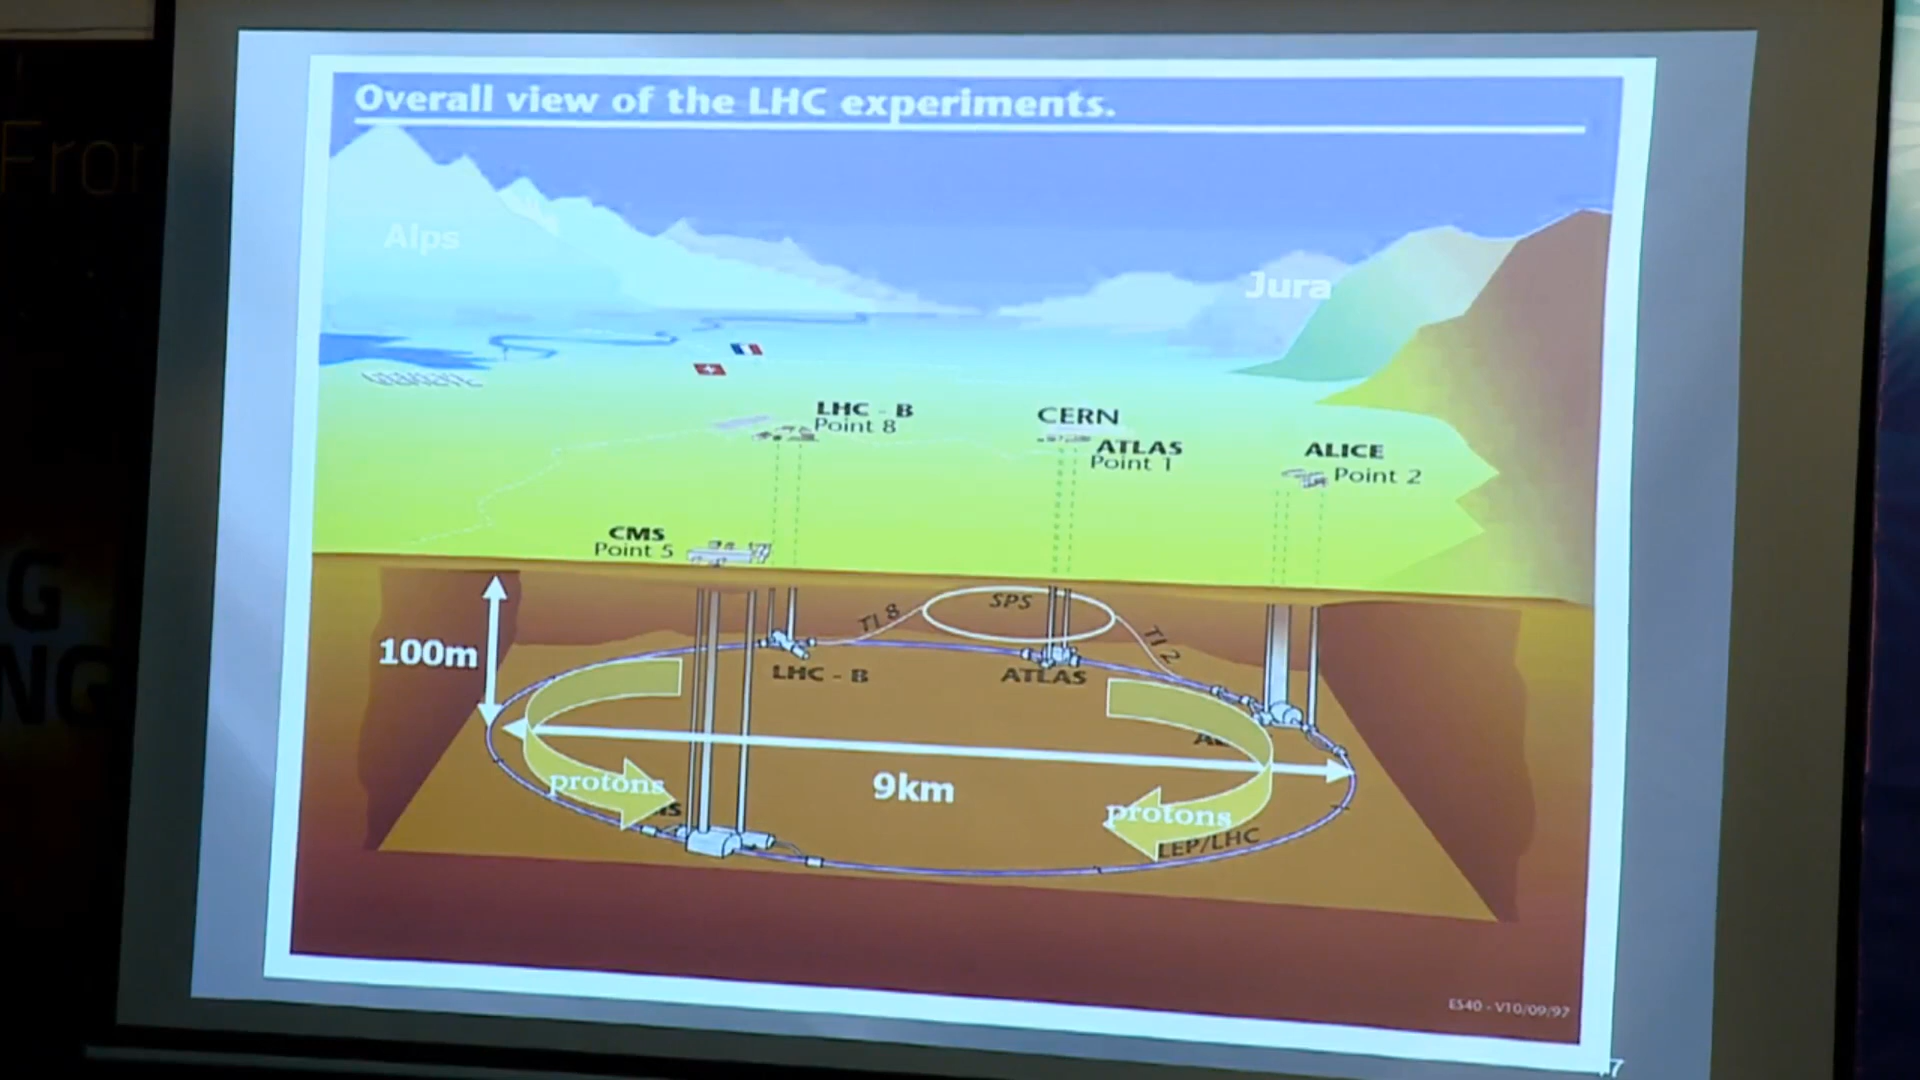 Overall view of the LHC experiments.
Alps
Jura
LHC - B
Point 8
CERN
ATLAS
Point 1
ALICE
Point 2
CMS
Point 5
SPS
TI 8
TI 2
100m
LHC - B
ATLAS
9km
protons
protons
LEP/LHC
ES40 - V10/09/97